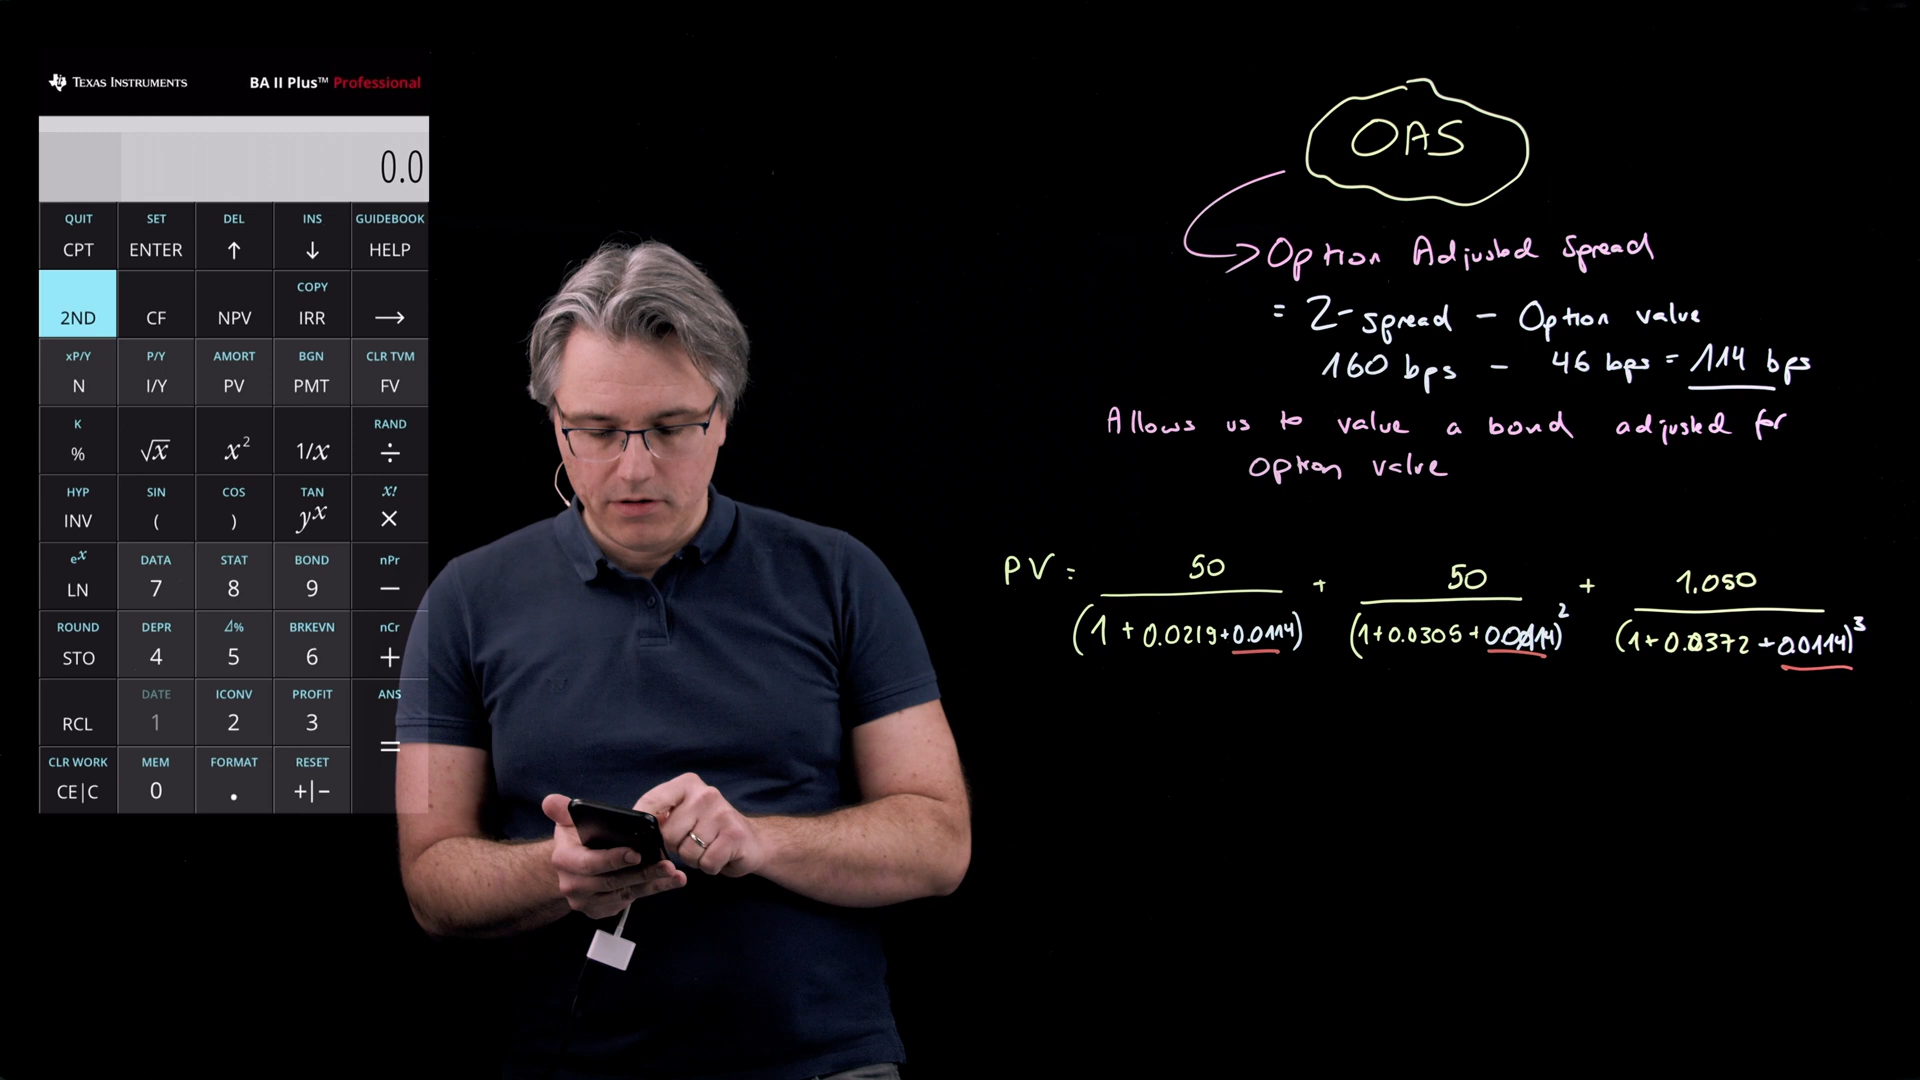 TEXAS INSTRUMENTS BA II Plus™ Professional
0.0
QUIT SET DEL INS GUIDEBOOK
CPT ENTER ↑ ↓ HELP
COPY
2ND CF NPV IRR →
xP/Y P/Y AMORT BGN CLR TVM
N I/Y PV PMT FV
K RAND
% √x x² 1/x ÷
HYP SIN COS TAN x!
INV ( ) yˣ ×
eˣ DATA STAT BOND nPr
LN 7 8 9 −
ROUND DEPR Δ% BRKEVN nCr
STO 4 5 6 +
DATE ICONV PROFIT ANS
RCL 1 2 3 =
CLR WORK MEM FORMAT RESET
CE|C 0 . +|−
OAS
Option Adjusted Spread
= Z-spread − Option value
160 bps − 46 bps = 114 bps
Allows us to value a bond adjusted for
option value
PV = 50 / (1 + 0.0219 + 0.0114) + 50 / (1 + 0.0305 + 0.0114)² + 1.050 / (1 + 0.0372 + 0.0114)³